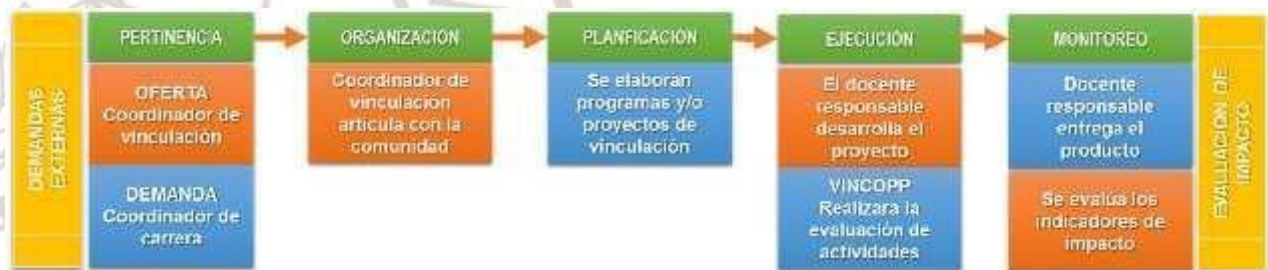 DEMANDAS
EXTERNAS
PERTINENCIA
OFERTA
Coordinador de
vinculación
DEMANDA
Coordinador de
carrera
ORGANIZACIÓN
Coordinador de
vinculación
articula con la
comunidad
PLANFICACIÓN
Se elaboran
programas y/o
proyectos de
vinculación
EJECUCIÓN
El docente
responsable
desarrolla el
proyecto
VINCOPP
Realizara la
evaluación de
actividades
MONITOREO
Docente
responsable
entrega el
producto
Se evalúa los
indicadores de
impacto
EVALUACIÓN DE
IMPACTO